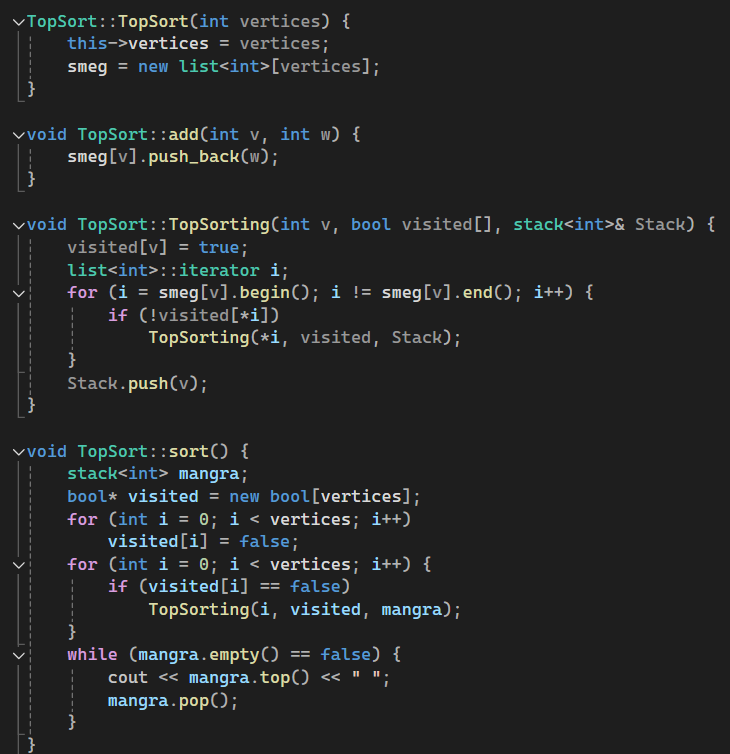 TopSort::TopSort(int vertices) {
    this->vertices = vertices;
    smeg = new list<int>[vertices];
}

void TopSort::add(int v, int w) {
    smeg[v].push_back(w);
}

void TopSort::TopSorting(int v, bool visited[], stack<int>& Stack) {
    visited[v] = true;
    list<int>::iterator i;
    for (i = smeg[v].begin(); i != smeg[v].end(); i++) {
        if (!visited[*i])
            TopSorting(*i, visited, Stack);
    }
    Stack.push(v);
}

void TopSort::sort() {
    stack<int> mangra;
    bool* visited = new bool[vertices];
    for (int i = 0; i < vertices; i++)
        visited[i] = false;
    for (int i = 0; i < vertices; i++) {
        if (visited[i] == false)
            TopSorting(i, visited, mangra);
    }
    while (mangra.empty() == false) {
        cout << mangra.top() << " ";
        mangra.pop();
    }
}